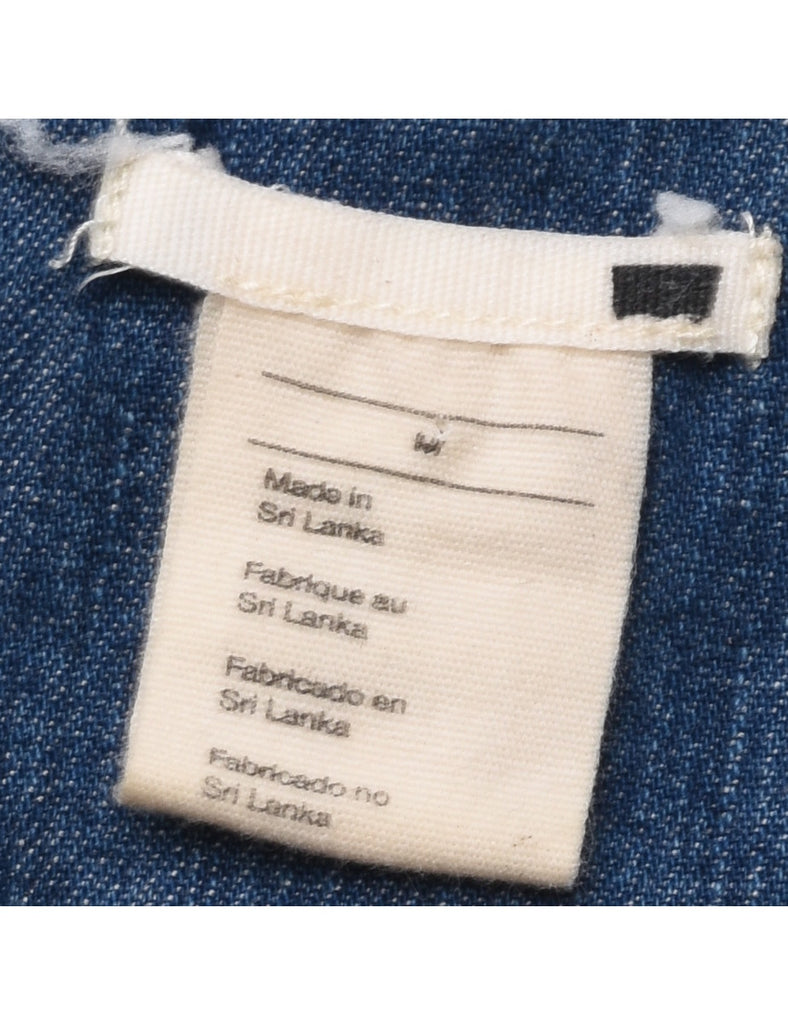 M
Made in
Sri Lanka
Fabrique au
Sri Lanka
Fabricado en
Sri Lanka
Fabricado no
Sri Lanka